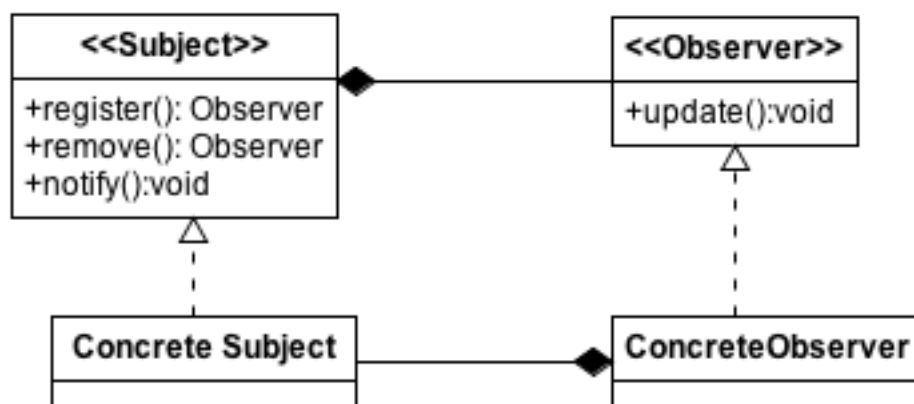 <<Subject>>
+register(): Observer
+remove(): Observer
+notify():void
<<Observer>>
+update():void
Concrete Subject
ConcreteObserver